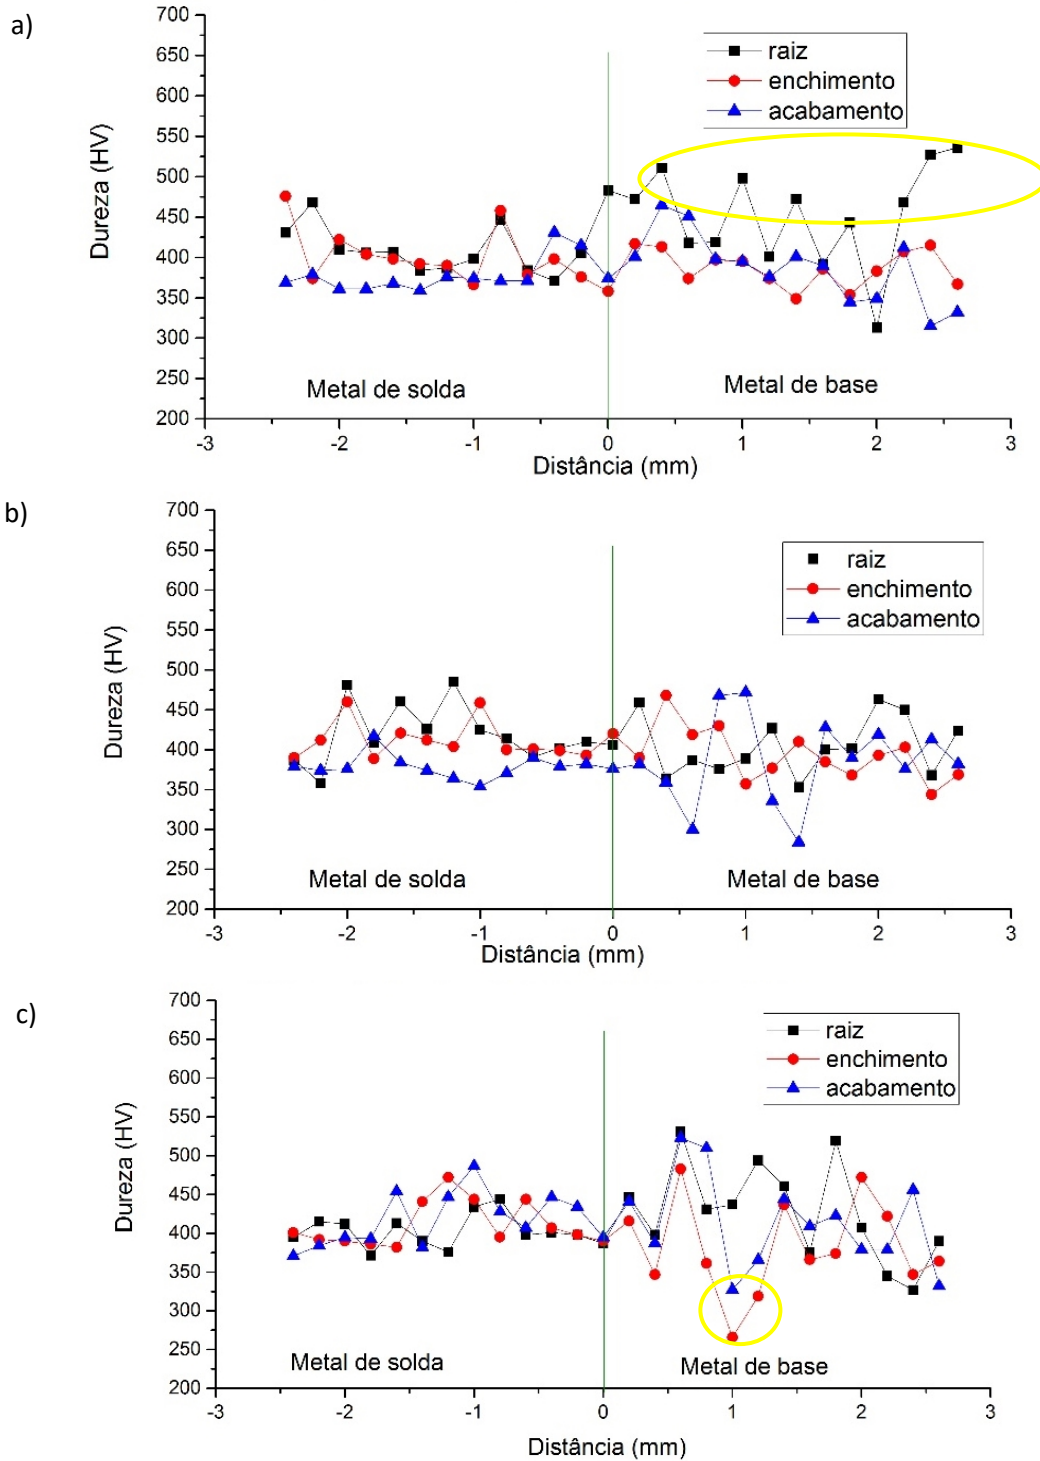 a)
700
650
600
550
500
450
400
350
300
250
200
Dureza (HV)
raiz
enchimento
acabamento
Metal de solda
Metal de base
-3 -2 -1 0 1 2 3
Distância (mm)
b)
700
650
600
550
500
450
400
350
300
250
200
Dureza (HV)
raiz
enchimento
acabamento
Metal de solda
Metal de base
-3 -2 -1 0 1 2 3
Distância (mm)
c)
700
650
600
550
500
450
400
350
300
250
200
Dureza (HV)
raiz
enchimento
acabamento
Metal de solda
Metal de base
-3 -2 -1 0 1 2 3
Distância (mm)